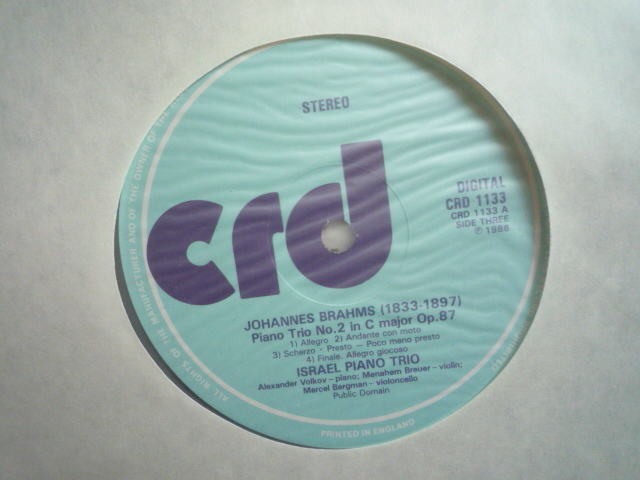 STEREO
crd
DIGITAL
CRD 1133
CRD 1133 A
SIDE THREE
℗ 1986
JOHANNES BRAHMS (1833-1897)
Piano Trio No.2 in C major Op.87
1) Allegro 2) Andante con moto
3) Scherzo - Presto - Poco meno presto
4) Finale. Allegro giocoso
ISRAEL PIANO TRIO
Alexander Volkov - piano; Menahem Breuer - violin;
Marcel Bergman - violoncello
Public Domain
PRINTED IN ENGLAND
ALL RIGHTS OF THE MANUFACTURER AND OF THE OWNER OF THE